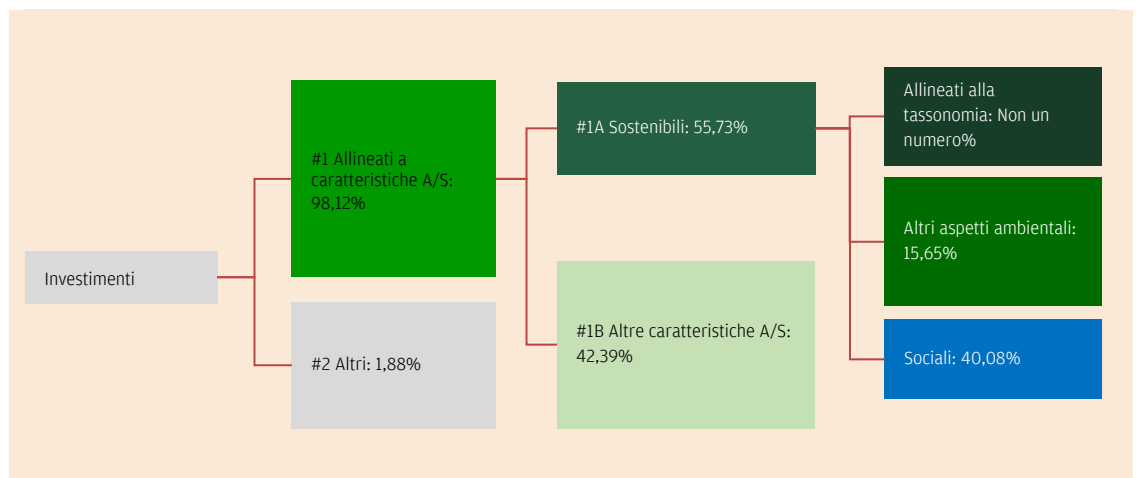 Investimenti
#1 Allineati a
caratteristiche A/S:
98,12%
#2 Altri: 1,88%
#1A Sostenibili: 55,73%
#1B Altre caratteristiche A/S:
42,39%
Allineati alla
tassonomia: Non un
numero%
Altri aspetti ambientali:
15,65%
Sociali: 40,08%